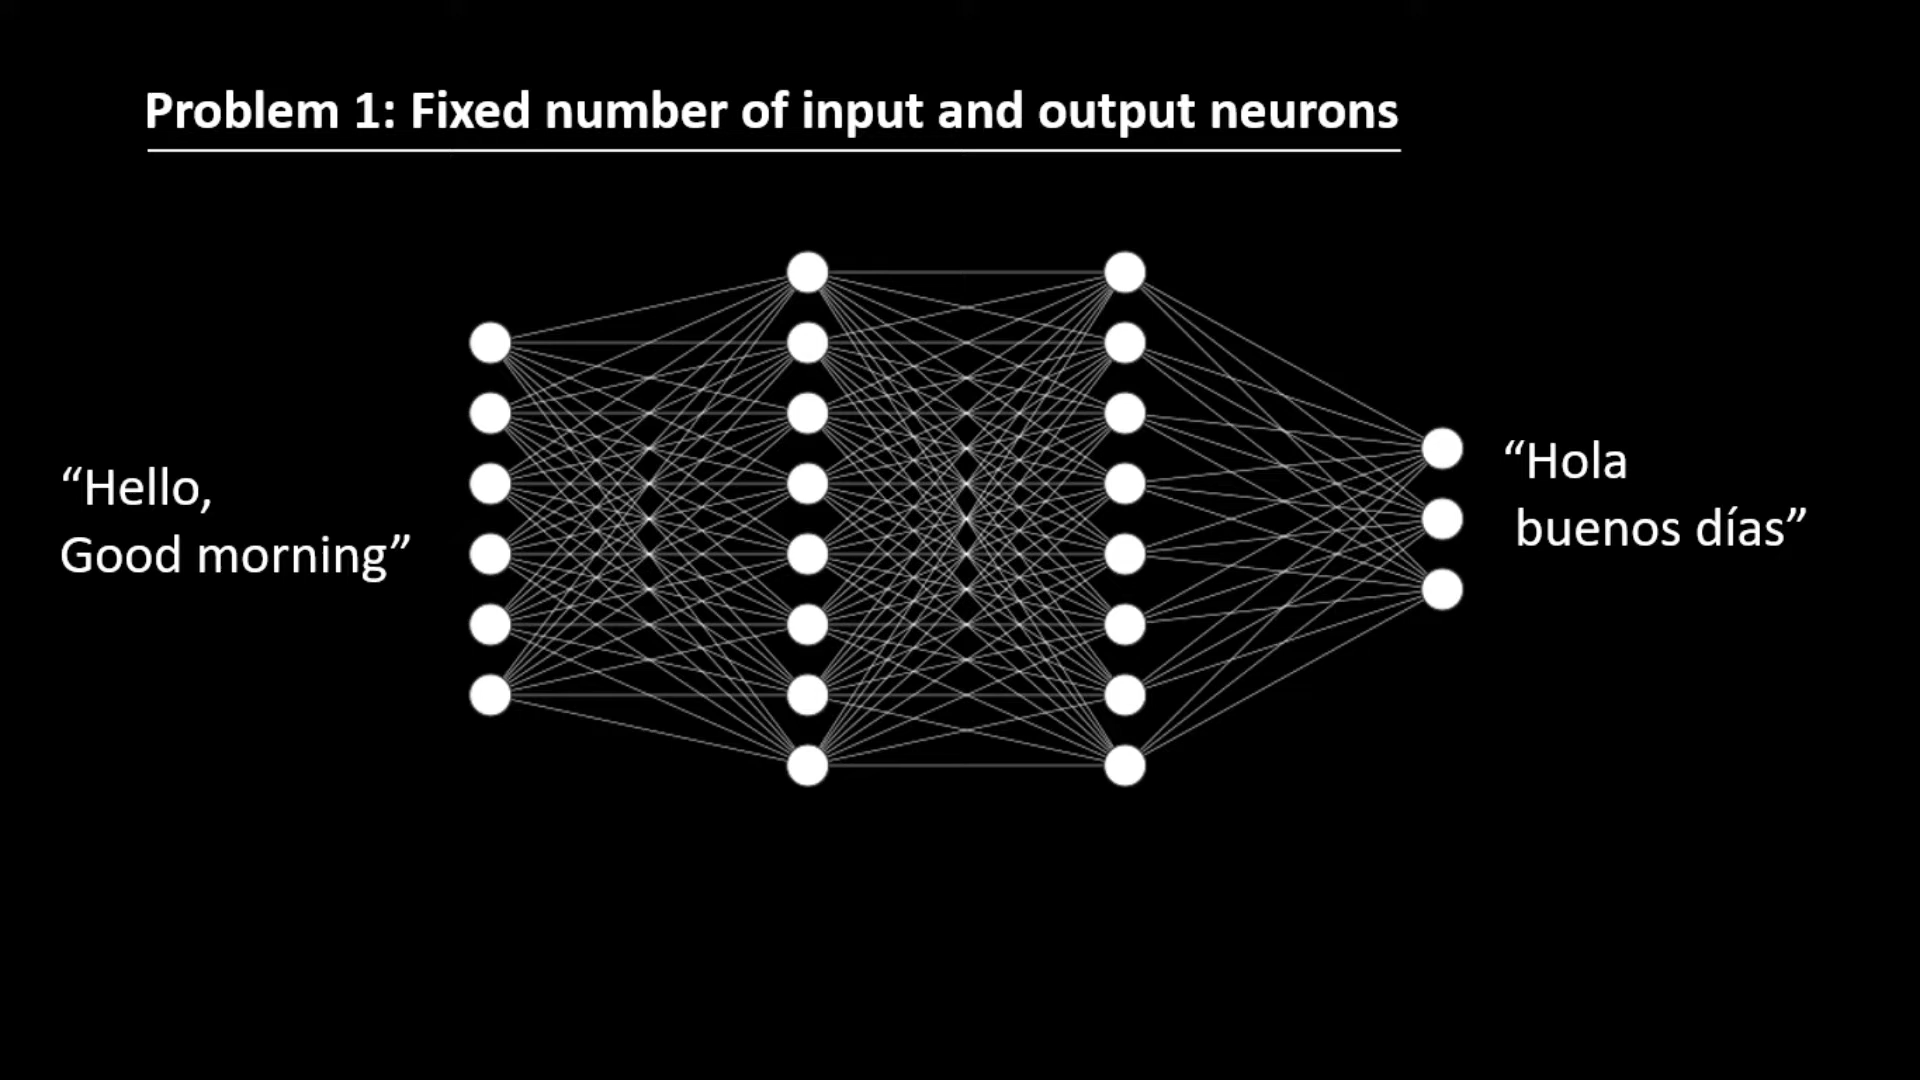 Problem 1: Fixed number of input and output neurons
“Hello,
Good morning”
“Hola
buenos días”